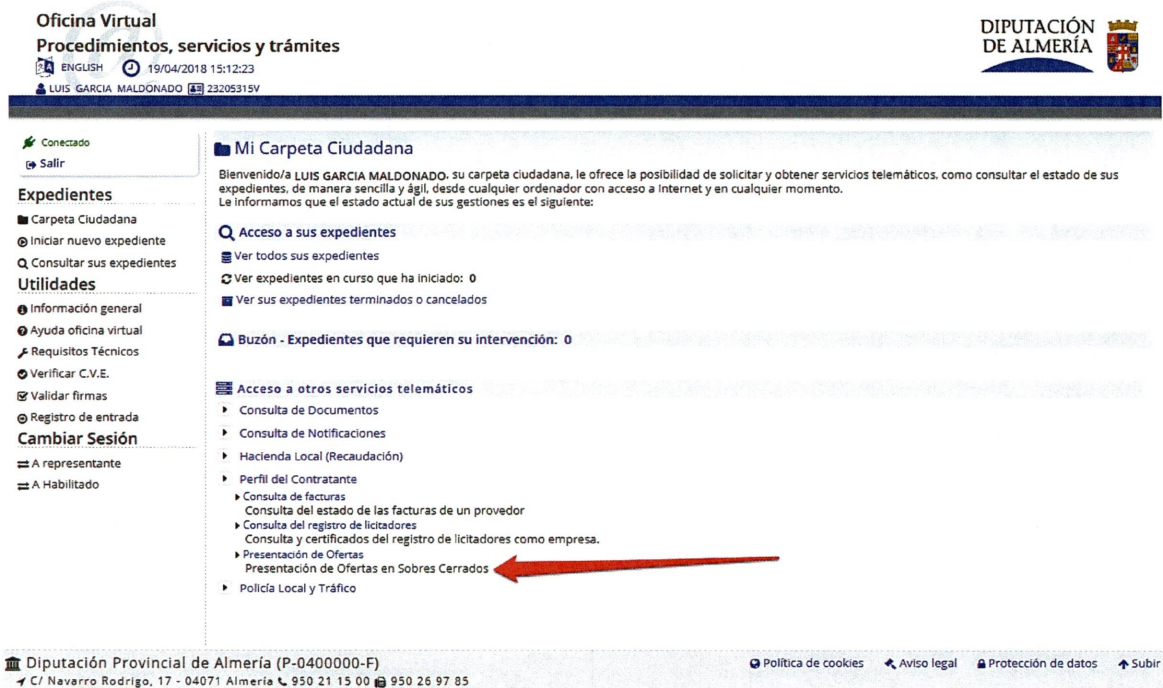 Oficina Virtual
Procedimientos, servicios y trámites
ENGLISH 19/04/2018 15:12:23
LUIS GARCIA MALDONADO 23205315V
DIPUTACIÓN
DE ALMERÍA
Conectado
Salir
Expedientes
Carpeta Ciudadana
Iniciar nuevo expediente
Consultar sus expedientes
Utilidades
Información general
Ayuda oficina virtual
Requisitos Técnicos
Verificar C.V.E.
Validar firmas
Registro de entrada
Cambiar Sesión
A representante
A Habilitado
Mi Carpeta Ciudadana
Bienvenido/a LUIS GARCIA MALDONADO, su carpeta ciudadana, le ofrece la posibilidad de solicitar y obtener servicios telemáticos, como consultar el estado de sus
expedientes, de manera sencilla y ágil, desde cualquier ordenador con acceso a Internet y en cualquier momento.
Le informamos que el estado actual de sus gestiones es el siguiente:
Acceso a sus expedientes
Ver todos sus expedientes
Ver expedientes en curso que ha iniciado: 0
Ver sus expedientes terminados o cancelados
Buzón - Expedientes que requieren su intervención: 0
Acceso a otros servicios telemáticos
Consulta de Documentos
Consulta de Notificaciones
Hacienda Local (Recaudación)
Perfil del Contratante
Consulta de facturas
Consulta del estado de las facturas de un provedor
Consulta del registro de licitadores
Consulta y certificados del registro de licitadores como empresa.
Presentación de Ofertas
Presentación de Ofertas en Sobres Cerrados
Policía Local y Tráfico
Diputación Provincial de Almería (P-0400000-F)
C/ Navarro Rodrigo, 17 - 04071 Almería 950 21 15 00 950 26 97 85
Política de cookies Aviso legal Protección de datos Subir